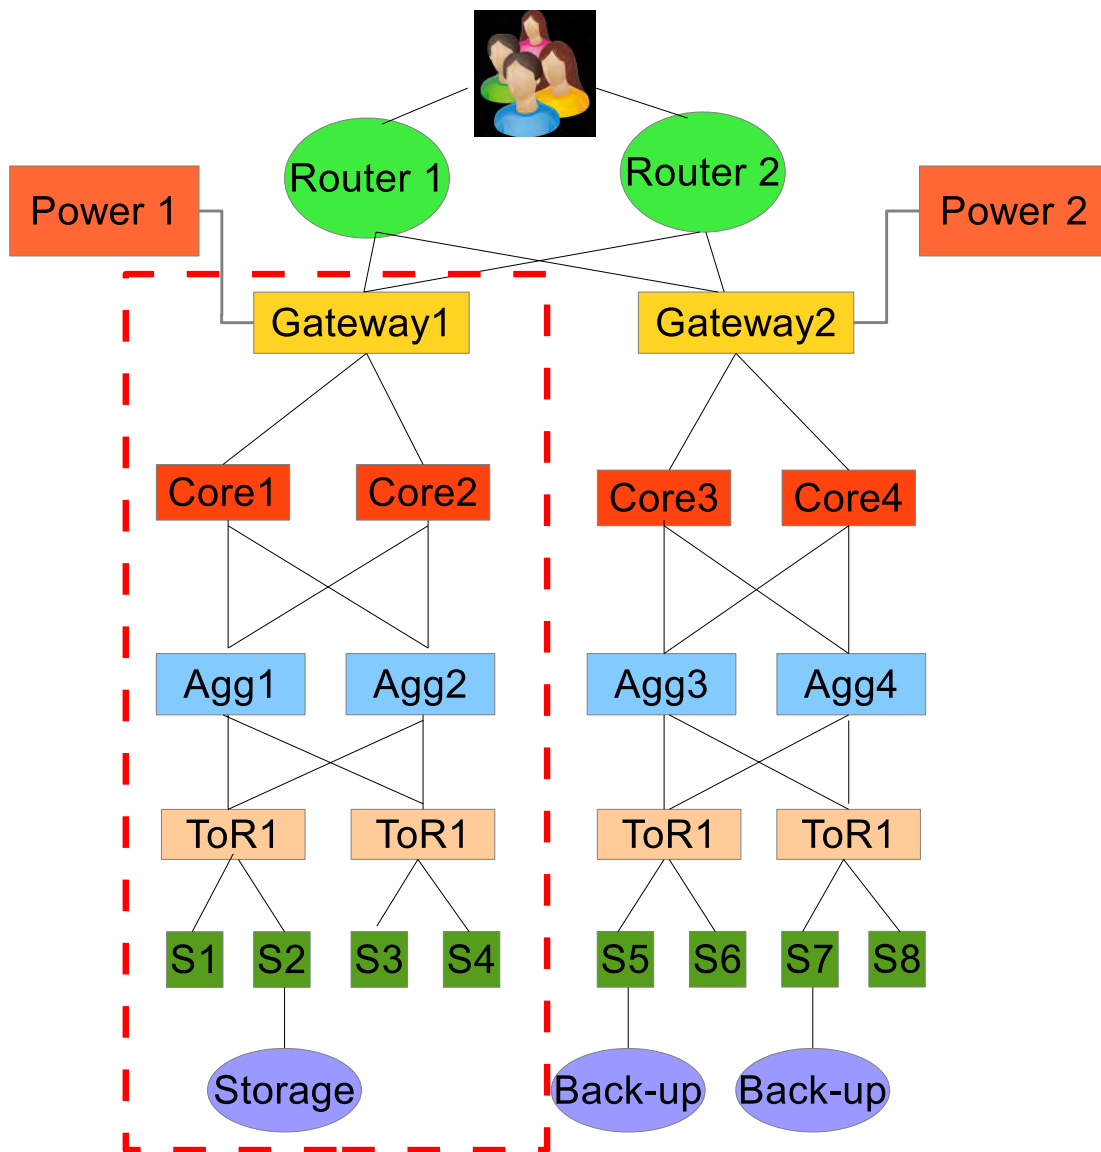 Router 1
Router 2
Power 1
Power 2
Gateway1
Gateway2
Core1
Core2
Core3
Core4
Agg1
Agg2
Agg3
Agg4
ToR1
ToR1
ToR1
ToR1
S1
S2
S3
S4
S5
S6
S7
S8
Storage
Back-up
Back-up